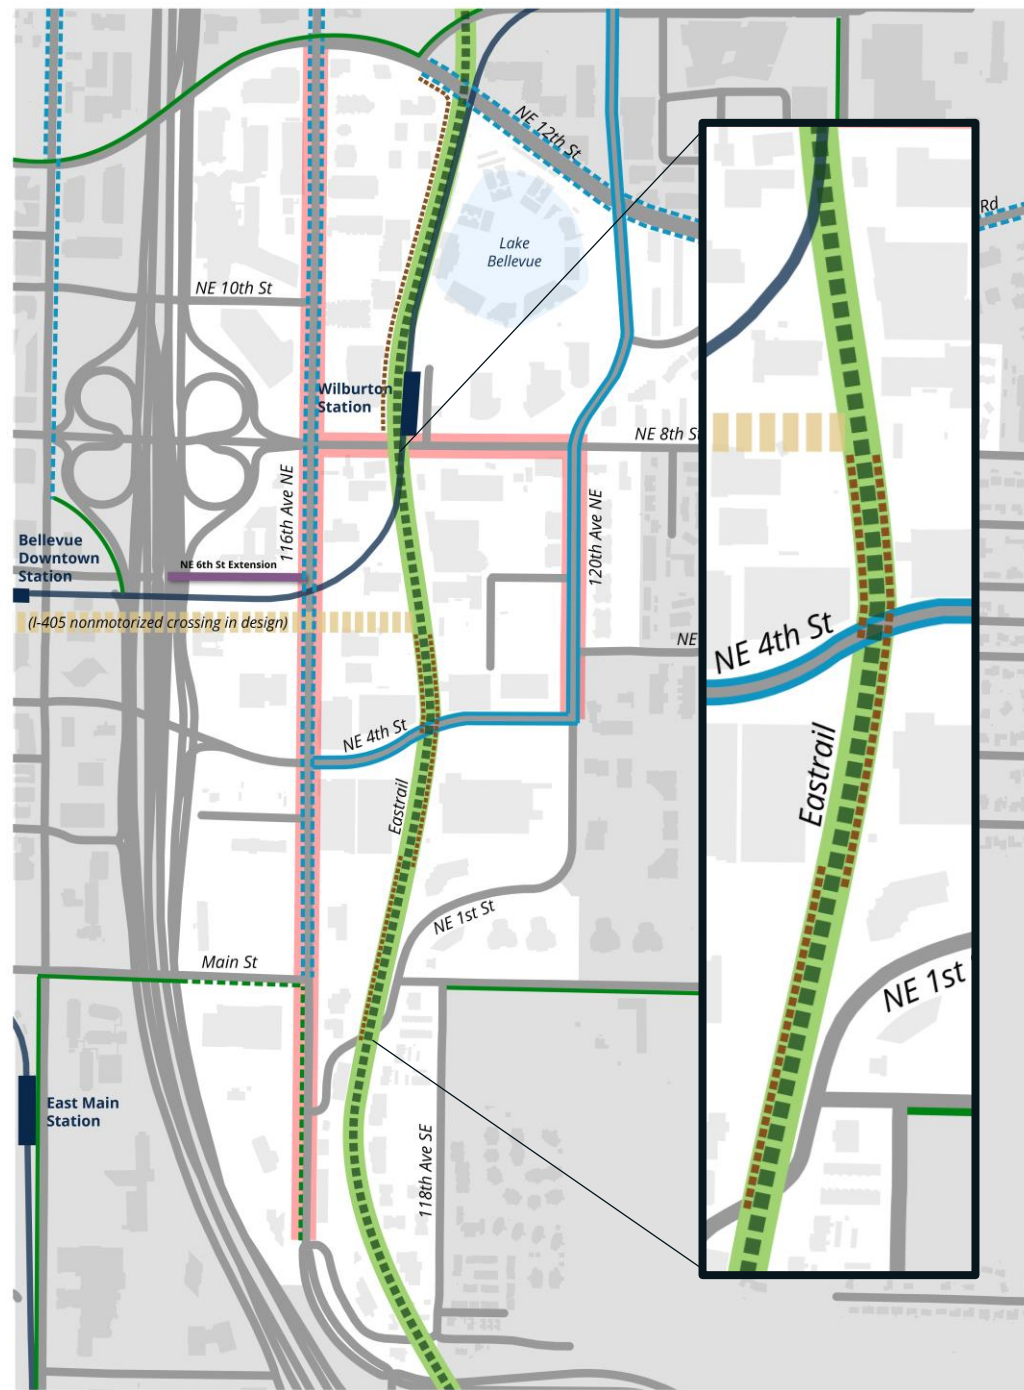 NE 12th St
Rd
Lake
Bellevue
NE 10th St
Wilburton
Station
NE 8th St
116th Ave NE
120th Ave NE
Bellevue
Downtown
Station
NE 6th St Extension
(I-405 nonmotorized crossing in design)
NE
NE 4th St
NE 4th St
Eastrail
Eastrail
NE 1st St
NE 1st
Main St
East Main
Station
118th Ave SE